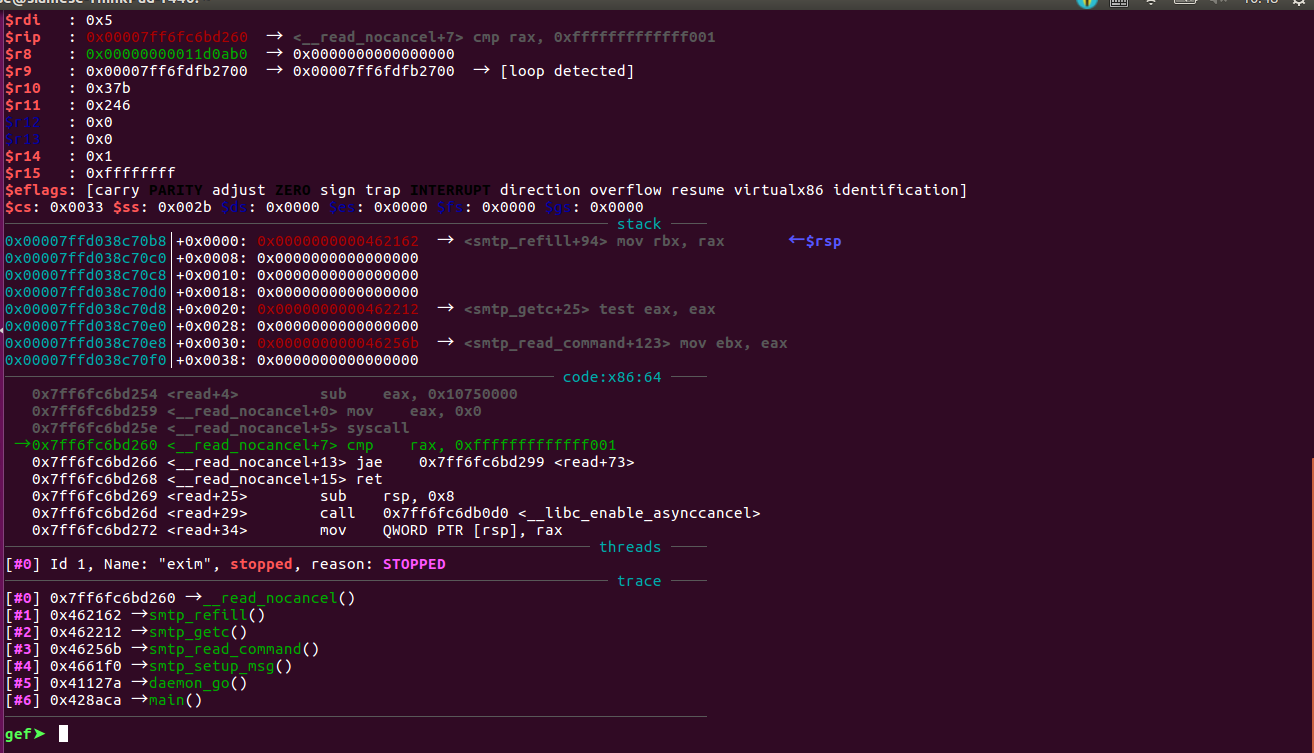 $rdi : 0x5
$rip : 0x00007ff6fc6bd260 → <__read_nocancel+7> cmp rax, 0xfffffffffffff001
$r8 : 0x00000000011d0ab0 → 0x0000000000000000
$r9 : 0x00007ff6fdfb2700 → 0x00007ff6fdfb2700 → [loop detected]
$r10 : 0x37b
$r11 : 0x246
$r12 : 0x0
$r13 : 0x0
$r14 : 0x1
$r15 : 0xffffffff
$eflags: [carry PARITY adjust ZERO sign trap INTERRUPT direction overflow resume virtualx86 identification]
$cs: 0x0033 $ss: 0x002b $ds: 0x0000 $es: 0x0000 $fs: 0x0000 $gs: 0x0000
stack
0x00007ffd038c70b8│+0x0000: 0x0000000000462162 → <smtp_refill+94> mov rbx, rax ←$rsp
0x00007ffd038c70c0│+0x0008: 0x0000000000000000
0x00007ffd038c70c8│+0x0010: 0x0000000000000000
0x00007ffd038c70d0│+0x0018: 0x0000000000000000
0x00007ffd038c70d8│+0x0020: 0x0000000000462212 → <smtp_getc+25> test eax, eax
0x00007ffd038c70e0│+0x0028: 0x0000000000000000
0x00007ffd038c70e8│+0x0030: 0x000000000046256b → <smtp_read_command+123> mov ebx, eax
0x00007ffd038c70f0│+0x0038: 0x0000000000000000
code:x86:64
0x7ff6fc6bd254 <read+4> sub eax, 0x10750000
0x7ff6fc6bd259 <__read_nocancel+0> mov eax, 0x0
0x7ff6fc6bd25e <__read_nocancel+5> syscall
→0x7ff6fc6bd260 <__read_nocancel+7> cmp rax, 0xfffffffffffff001
0x7ff6fc6bd266 <__read_nocancel+13> jae 0x7ff6fc6bd299 <read+73>
0x7ff6fc6bd268 <__read_nocancel+15> ret
0x7ff6fc6bd269 <read+25> sub rsp, 0x8
0x7ff6fc6bd26d <read+29> call 0x7ff6fc6db0d0 <__libc_enable_asynccancel>
0x7ff6fc6bd272 <read+34> mov QWORD PTR [rsp], rax
threads
[#0] Id 1, Name: "exim", stopped, reason: STOPPED
trace
[#0] 0x7ff6fc6bd260 →__read_nocancel()
[#1] 0x462162 →smtp_refill()
[#2] 0x462212 →smtp_getc()
[#3] 0x46256b →smtp_read_command()
[#4] 0x4661f0 →smtp_setup_msg()
[#5] 0x41127a →daemon_go()
[#6] 0x428aca →main()
gef➤